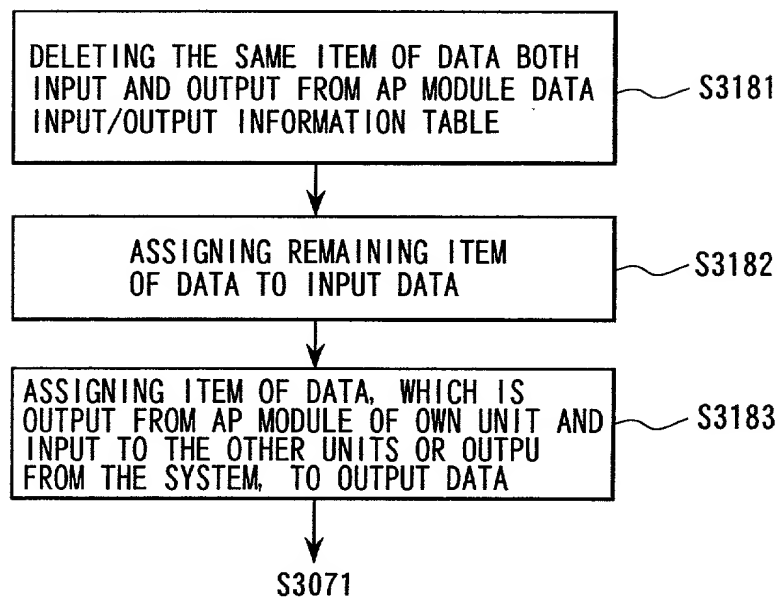 DELETING THE SAME ITEM OF DATA BOTH
INPUT AND OUTPUT FROM AP MODULE DATA
INPUT/OUTPUT INFORMATION TABLE
S3181
ASSIGNING REMAINING ITEM
OF DATA TO INPUT DATA
S3182
ASSIGNING ITEM OF DATA, WHICH IS
OUTPUT FROM AP MODULE OF OWN UNIT AND
INPUT TO THE OTHER UNITS OR OUTPU
FROM THE SYSTEM, TO OUTPUT DATA
S3183
S3071